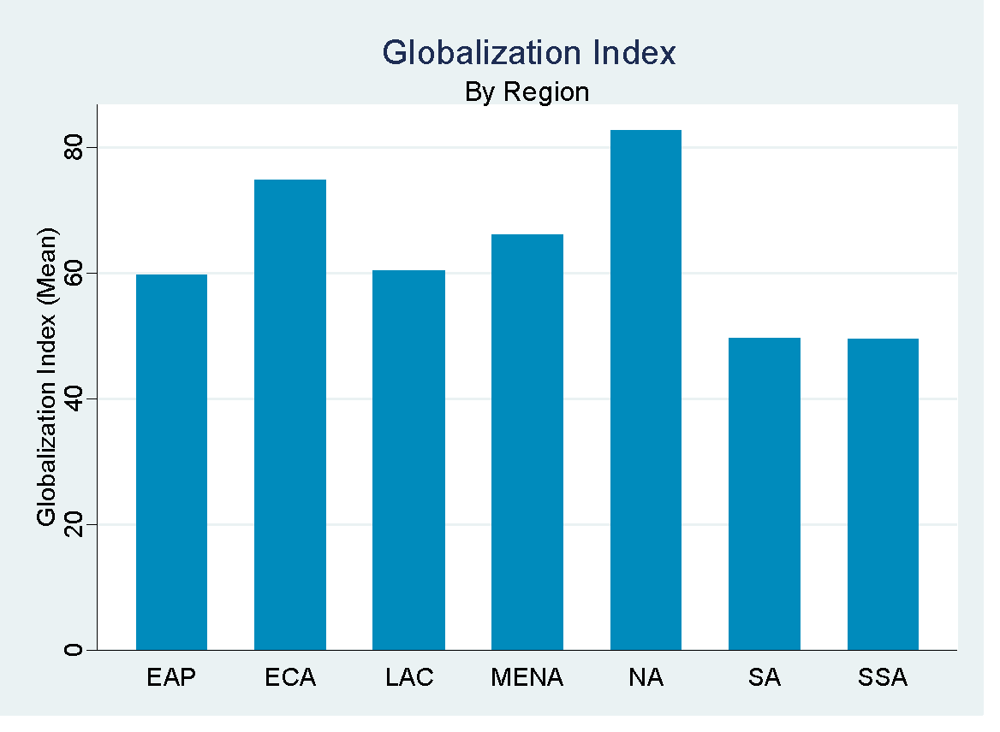 Globalization Index
By Region
Globalization Index (Mean)
80
60
40
20
0
EAP ECA LAC MENA NA SA SSA